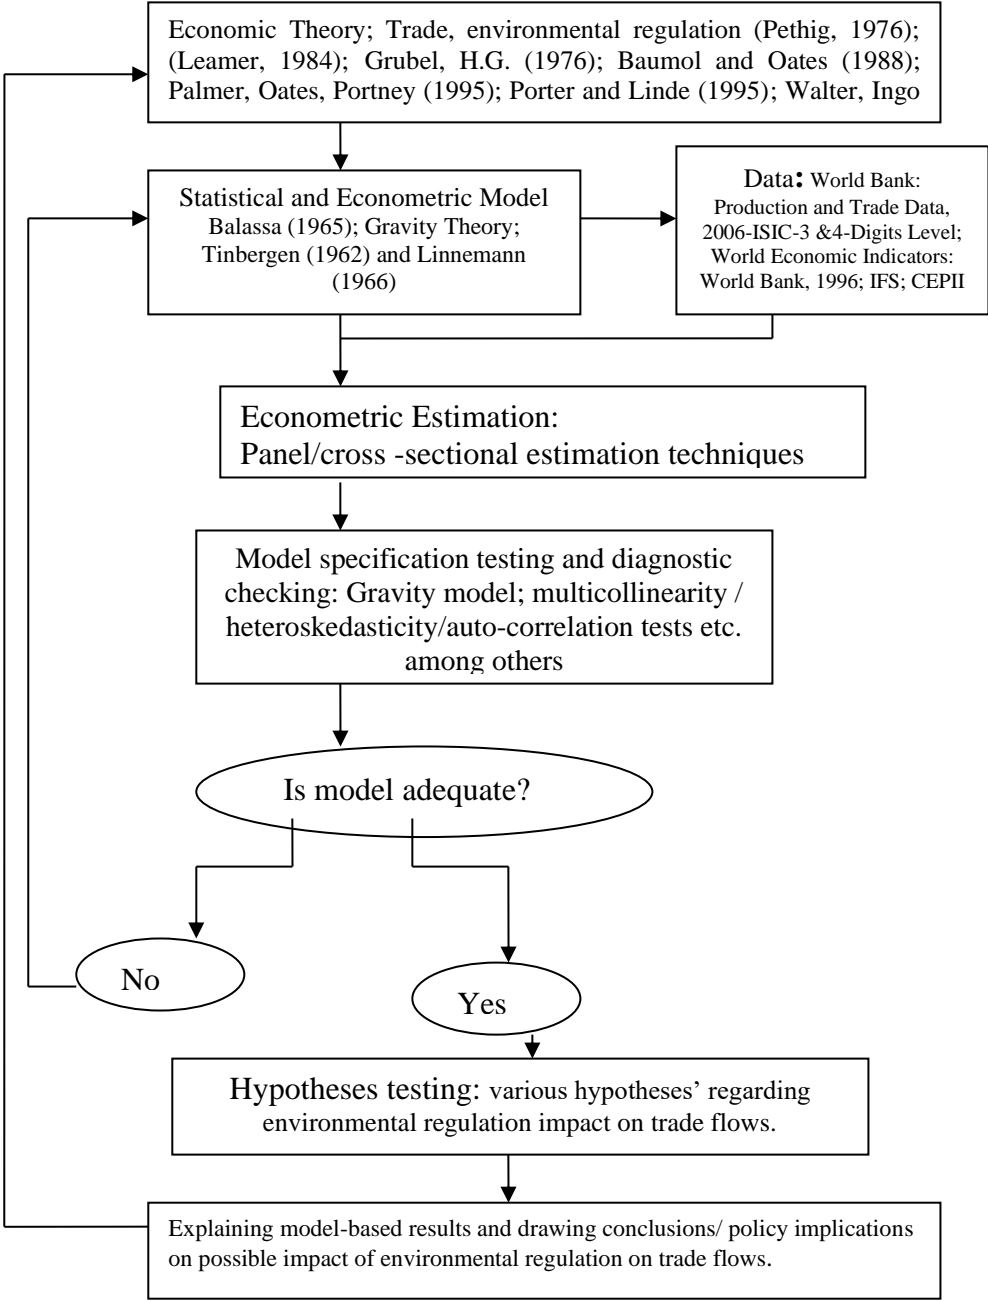 Economic Theory; Trade, environmental regulation (Pethig, 1976);
(Leamer, 1984); Grubel, H.G. (1976); Baumol and Oates (1988);
Palmer, Oates, Portney (1995); Porter and Linde (1995); Walter, Ingo
Statistical and Econometric Model
Balassa (1965); Gravity Theory;
Tinbergen (1962) and Linnemann
(1966)
Data: World Bank:
Production and Trade Data,
2006-ISIC-3 &4-Digits Level;
World Economic Indicators:
World Bank, 1996; IFS; CEPII
Econometric Estimation:
Panel/cross -sectional estimation techniques
Model specification testing and diagnostic
checking: Gravity model; multicollinearity /
heteroskedasticity/auto-correlation tests etc.
among others
Is model adequate?
No
Yes
Hypotheses testing: various hypotheses’ regarding
environmental regulation impact on trade flows.
Explaining model-based results and drawing conclusions/ policy implications
on possible impact of environmental regulation on trade flows.